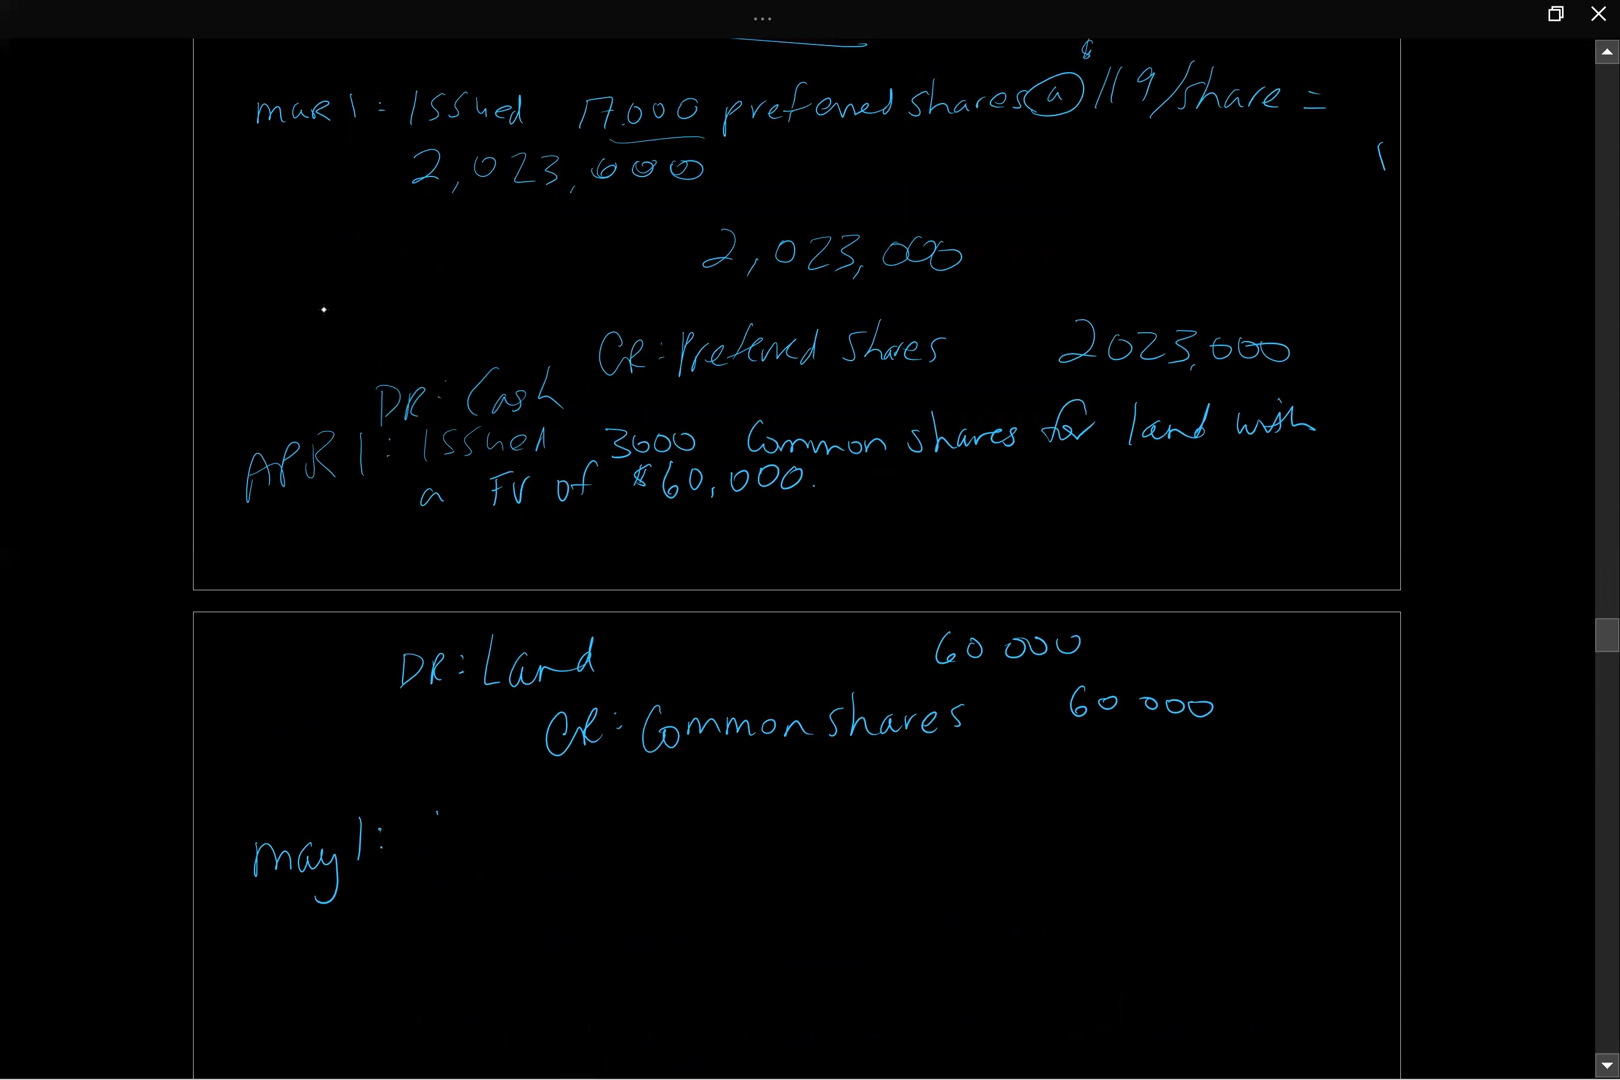 MAR 1: Issued 17.000 preferred shares @ $119/share =
2,023,000
2,023,000
CR: Preferred shares 2023,000
DR: Cash
APR 1: Issued 3000 Common shares for land with
a FV of $60,000.
DR: Land 60 000
CR: Common shares 60 000
May 1: